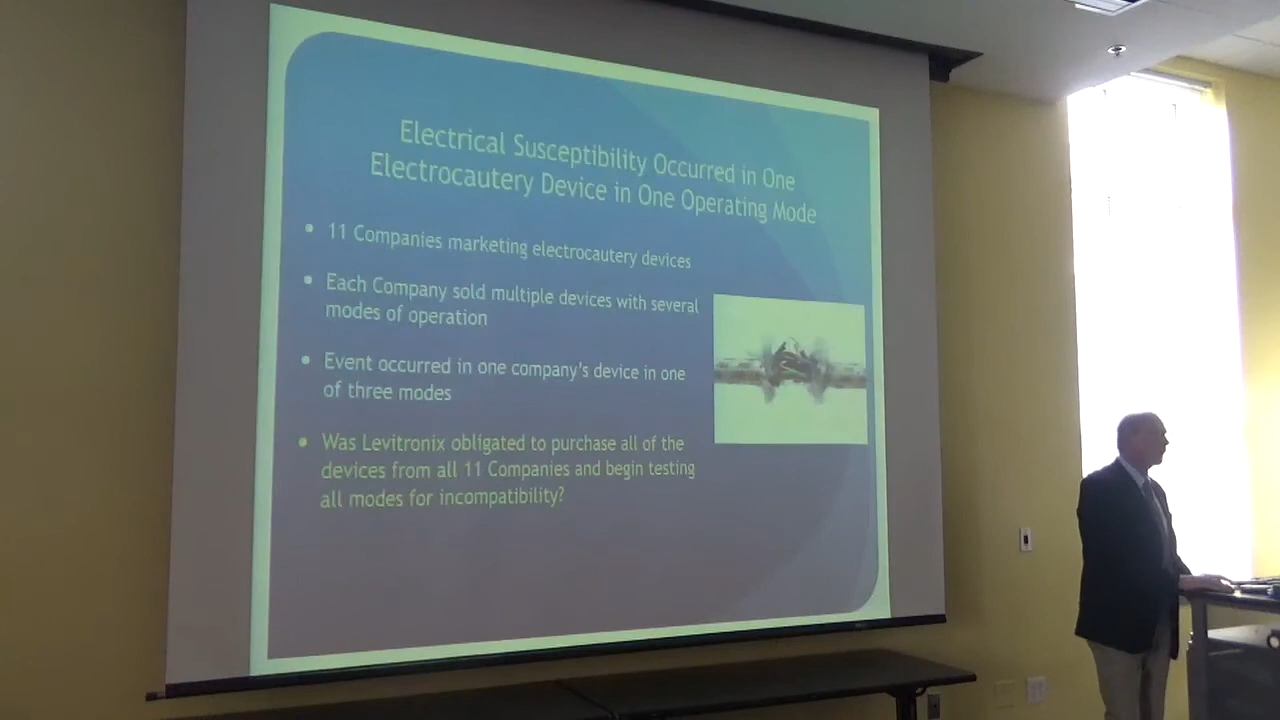 Electrical Susceptibility Occurred in One
Electrocautery Device in One Operating Mode
• 11 Companies marketing electrocautery devices
• Each Company sold multiple devices with several
modes of operation
• Event occurred in one company's device in one
of three modes
• Was Levitronix obligated to purchase all of the
devices from all 11 Companies and begin testing
all modes for incompatibility?